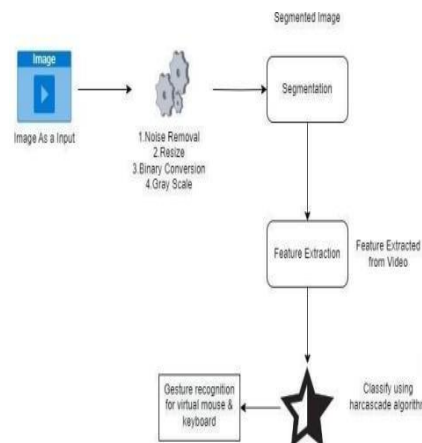 Segmented Image
Image
Image As a Input
1.Noise Removal
2.Resize
3.Binary Conversion
4.Gray Scale
Segmentation
Feature Extraction
Feature Extracted
from Video
Classify using
harcascade algorithm
Gesture recognition
for virtual mouse &
keyboard